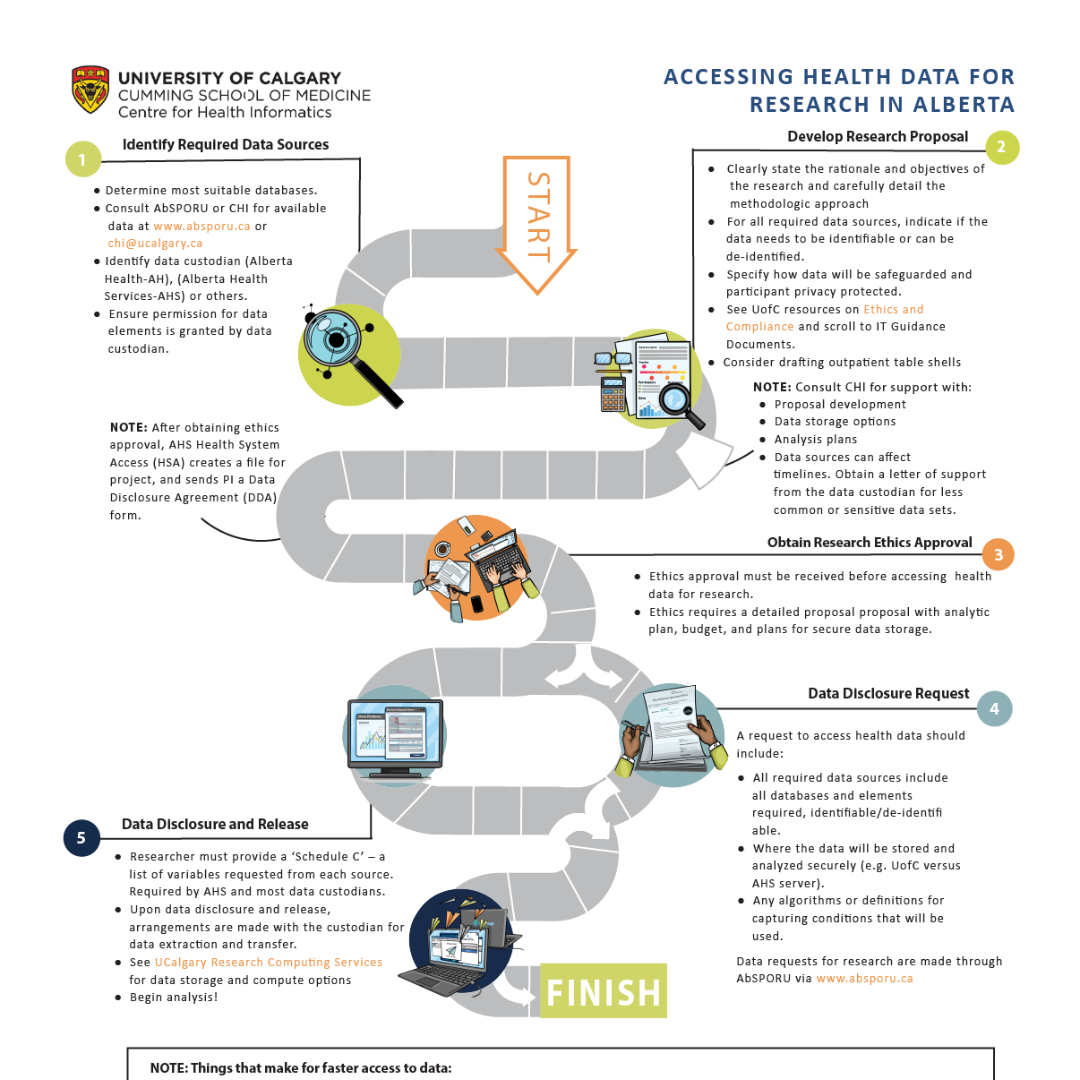 UNIVERSITY OF CALGARY
CUMMING SCHOOL OF MEDICINE
Centre for Health Informatics
ACCESSING HEALTH DATA FOR
RESEARCH IN ALBERTA
1
Identify Required Data Sources
● Determine most suitable databases.
● Consult AbSPORU or CHI for available
data at www.absporu.ca or
chi@ucalgary.ca
● Identify data custodian (Alberta
Health-AH), (Alberta Health
Services-AHS) or others.
● Ensure permission for data
elements is granted by data
custodian.
START
Develop Research Proposal
2
● Clearly state the rationale and objectives of
the research and carefully detail the
methodologic approach
● For all required data sources, indicate if the
data needs to be identifiable or can be
de-identified.
● Specify how data will be safeguarded and
participant privacy protected.
● See UofC resources on Ethics and
Compliance and scroll to IT Guidance
Documents.
● Consider drafting outpatient table shells
NOTE: Consult CHI for support with:
● Proposal development
● Data storage options
● Analysis plans
● Data sources can affect
timelines. Obtain a letter of support
from the data custodian for less
common or sensitive data sets.
NOTE: After obtaining ethics
approval, AHS Health System
Access (HSA) creates a file for
project, and sends PI a Data
Disclosure Agreement (DDA)
form.
Obtain Research Ethics Approval
3
● Ethics approval must be received before accessing health
data for research.
● Ethics requires a detailed proposal proposal with analytic
plan, budget, and plans for secure data storage.
Data Disclosure Request
4
A request to access health data should
include:
● All required data sources include
all databases and elements
required, identifiable/de-identifi
able.
● Where the data will be stored and
analyzed securely (e.g. UofC versus
AHS server).
● Any algorithms or definitions for
capturing conditions that will be
used.
Data requests for research are made through
AbSPORU via www.absporu.ca
5
Data Disclosure and Release
● Researcher must provide a ‘Schedule C’ – a
list of variables requested from each source.
Required by AHS and most data custodians.
● Upon data disclosure and release,
arrangements are made with the custodian for
data extraction and transfer.
● See UCalgary Research Computing Services
for data storage and compute options
● Begin analysis!
FINISH
NOTE: Things that make for faster access to data: